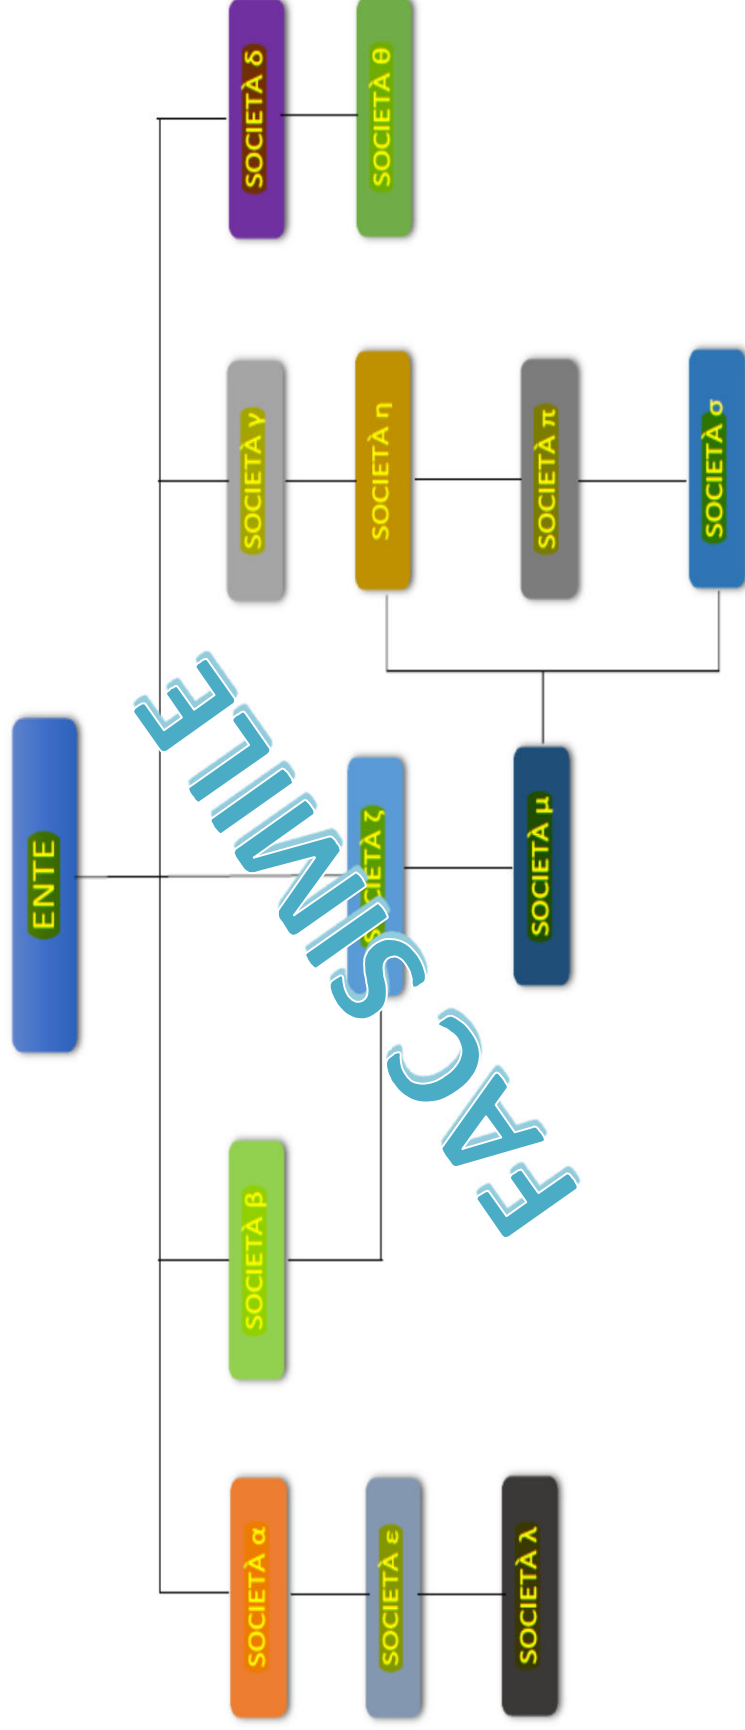 ENTE
SOCIETÀ α
SOCIETÀ β
SOCIETÀ γ
SOCIETÀ δ
SOCIETÀ ε
SOCIETÀ ζ
SOCIETÀ η
SOCIETÀ θ
SOCIETÀ λ
SOCIETÀ μ
SOCIETÀ π
SOCIETÀ σ
FAC SIMILE